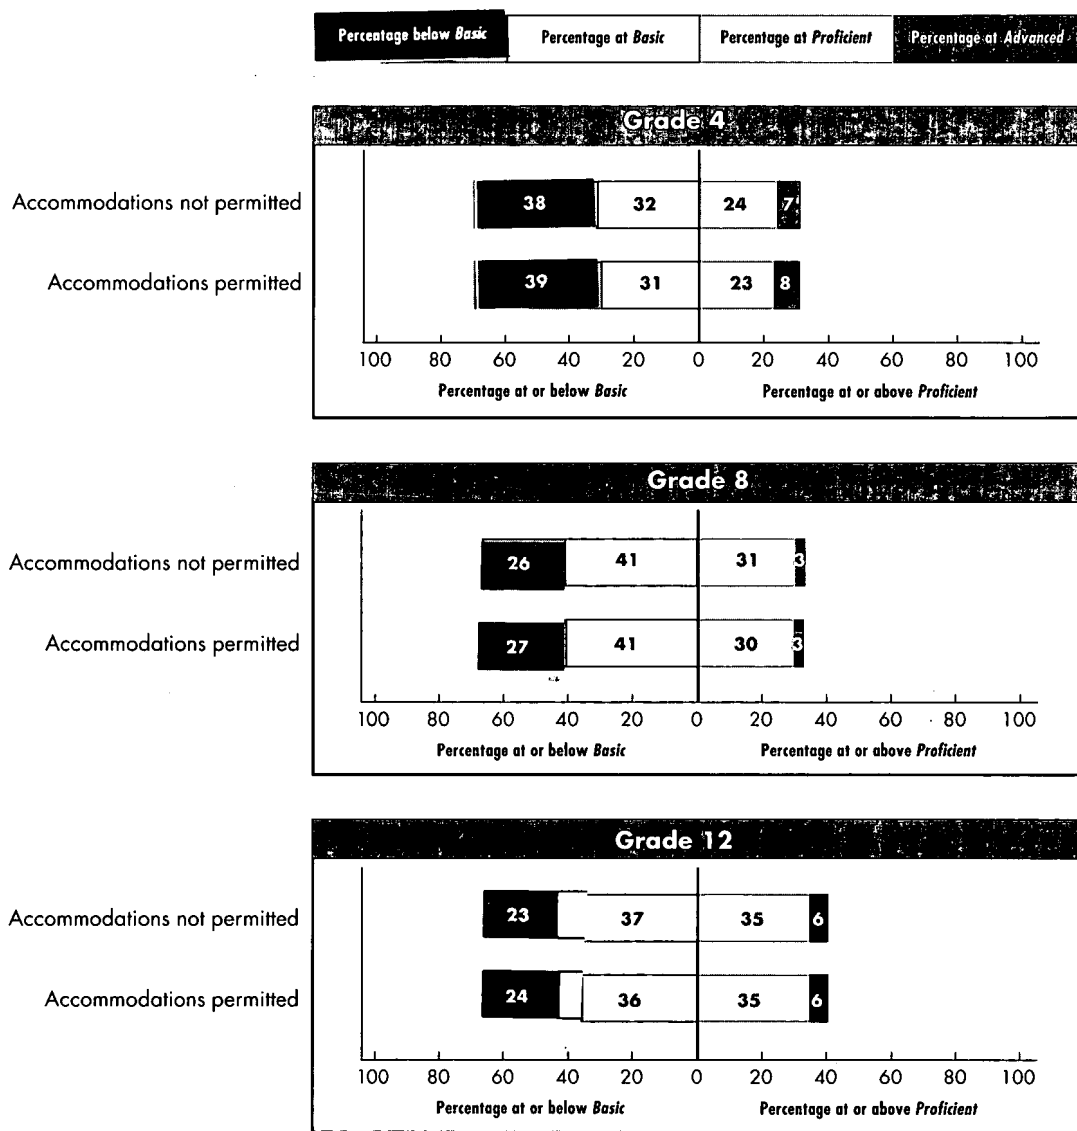 Percentage below Basic Percentage at Basic Percentage at Proficient Percentage at Advanced
Grade 4
Accommodations not permitted 38 32 24 7
Accommodations permitted 39 31 23 8
100 80 60 40 20 0 20 40 60 80 100
Percentage at or below Basic Percentage at or above Proficient
Grade 8
Accommodations not permitted 26 41 31 3
Accommodations permitted 27 41 30 3
100 80 60 40 20 0 20 40 60 80 100
Percentage at or below Basic Percentage at or above Proficient
Grade 12
Accommodations not permitted 23 37 35 6
Accommodations permitted 24 36 35 6
100 80 60 40 20 0 20 40 60 80 100
Percentage at or below Basic Percentage at or above Proficient